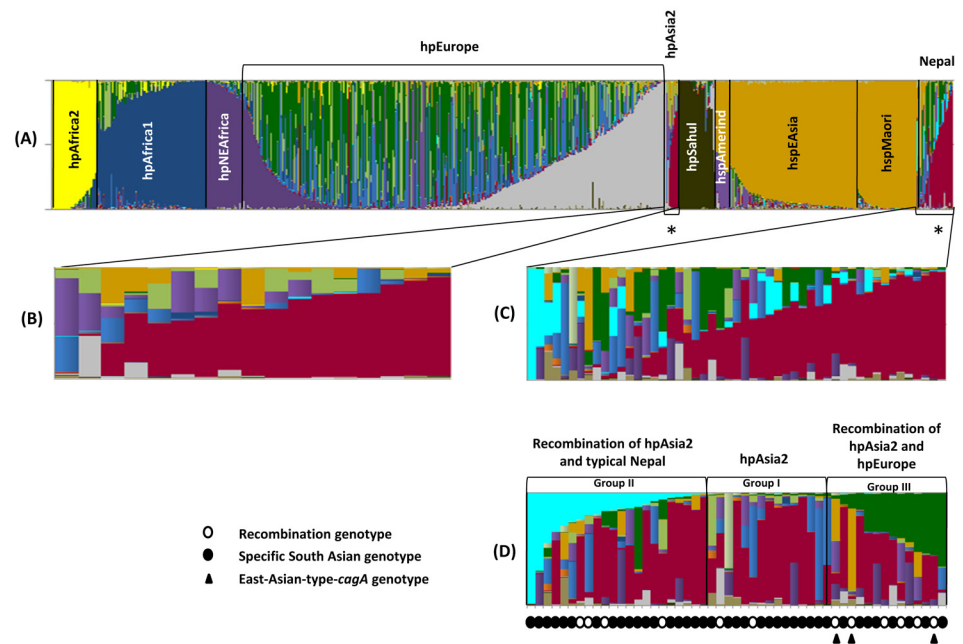 hpEurope
hpAsia2
Nepal
(A)
hpAfrica2
hpAfrica1
hpNEAfrica
hpSahul
hspAmerind
hspEAsia
hspMaori
*
*
(B)
(C)
Recombination of hpAsia2
and typical Nepal
hpAsia2
Recombination of
hpAsia2 and
hpEurope
Group II
Group I
Group III
(D)
Recombination genotype
Specific South Asian genotype
East-Asian-type-cagA genotype